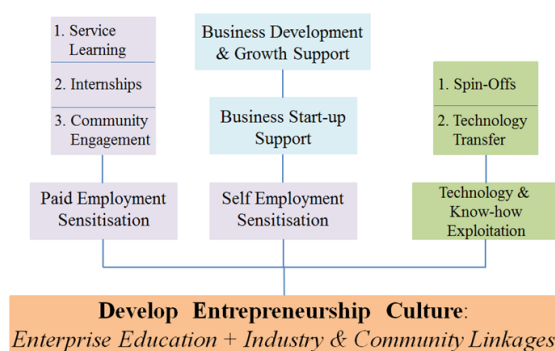 1. Service
Learning
2. Internships
3. Community
Engagement
Business Development
& Growth Support
Business Start-up
Support
1. Spin-Offs
2. Technology
Transfer
Paid Employment
Sensitisation
Self Employment
Sensitisation
Technology &
Know-how
Exploitation
Develop Entrepreneurship Culture:
Enterprise Education + Industry & Community Linkages